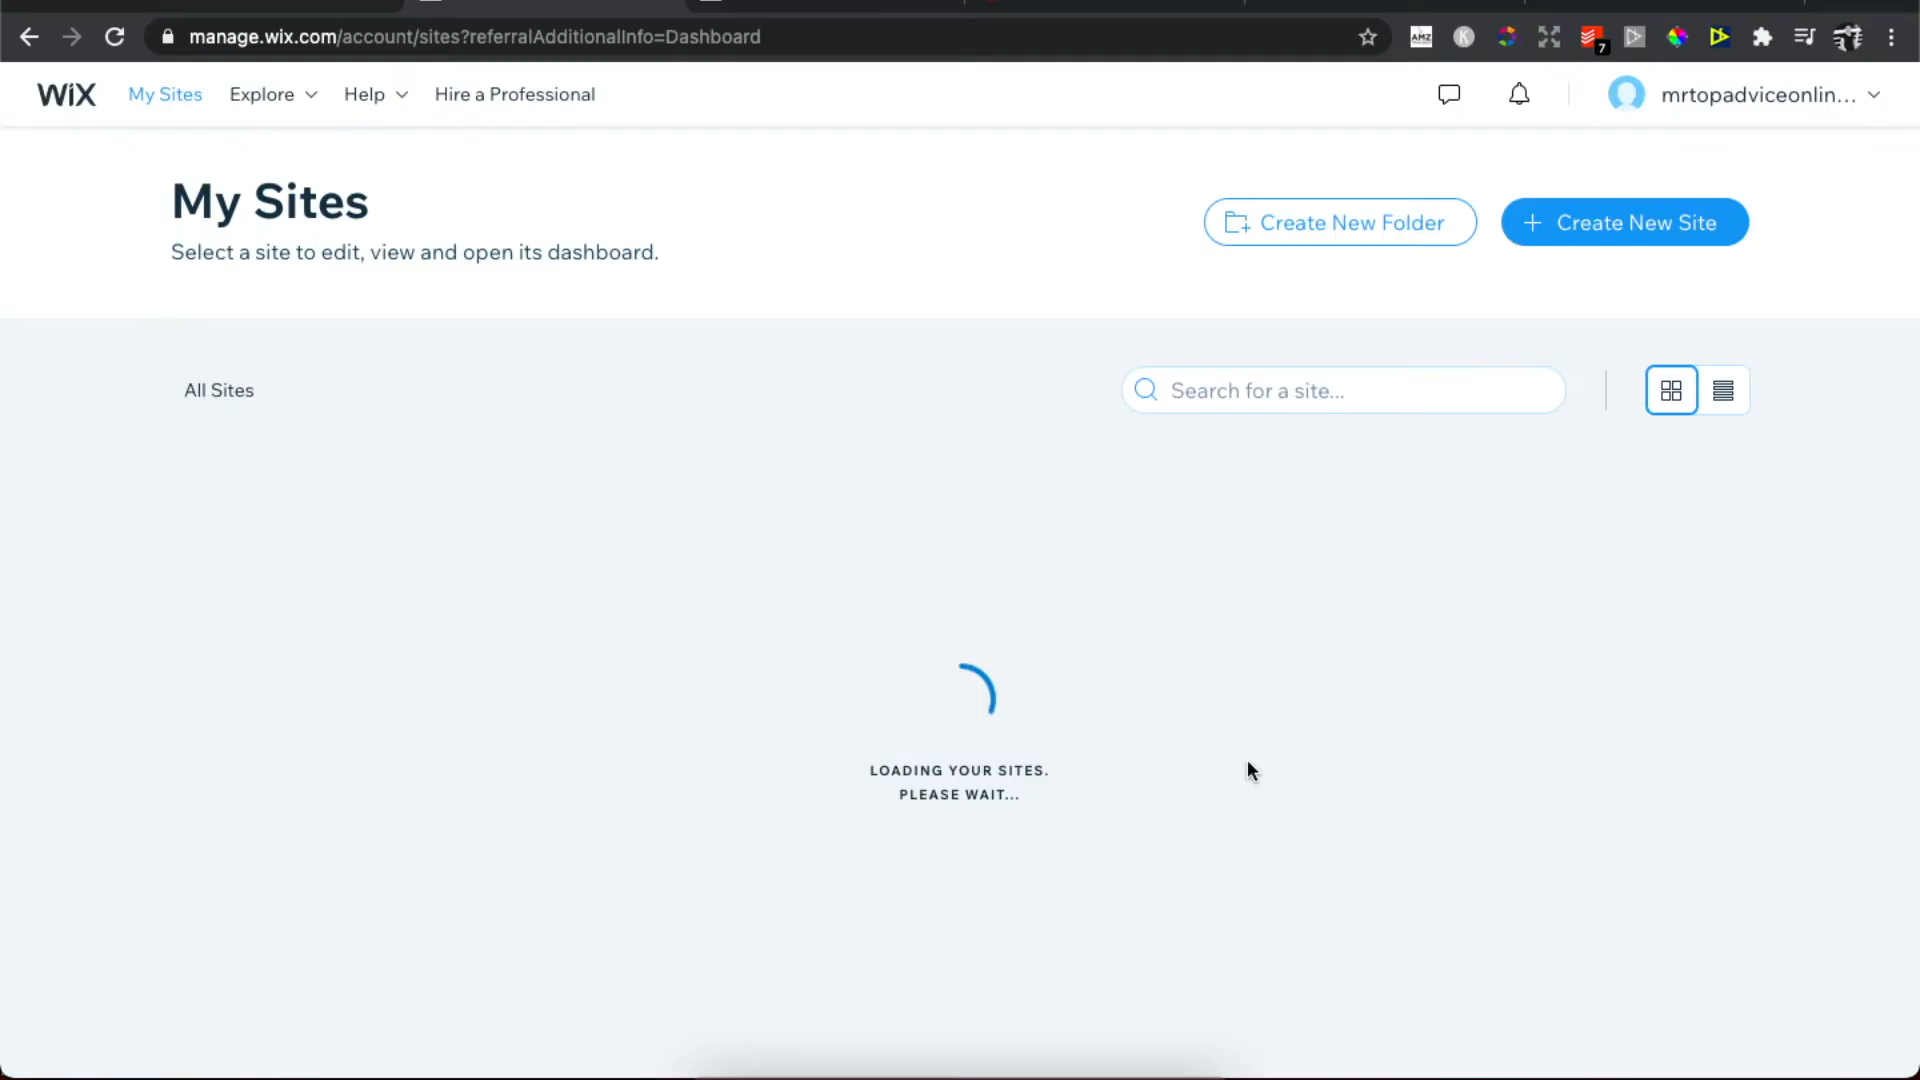 manage.wix.com/account/sites?referralAdditionalInfo=Dashboard
AMZ
K
7
WiX
My Sites
Explore
Help
Hire a Professional
mrtopadviceonlin...
My Sites
Select a site to edit, view and open its dashboard.
Create New Folder
+ Create New Site
All Sites
Search for a site...
LOADING YOUR SITES.
PLEASE WAIT...